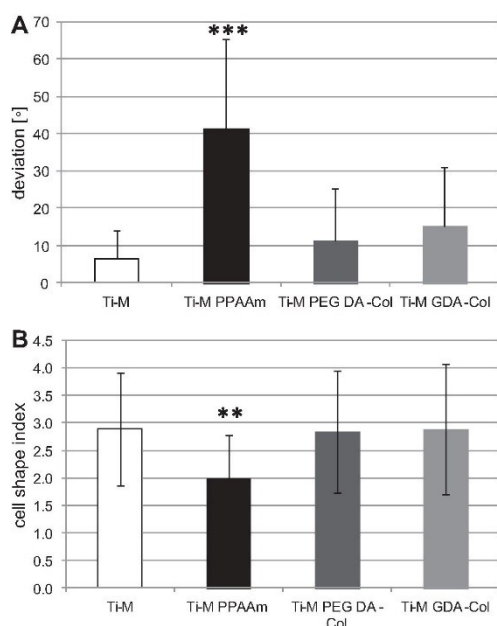 A
70
60
50
40
30
20
10
0
deviation [°]
***
Ti-M Ti-M PPAAm Ti-M PEG DA-Col Ti-M GDA-Col
B
4.5
4.0
3.5
3.0
2.5
2.0
1.5
1.0
0.5
0.0
cell shape index
**
Ti-M Ti-M PPAAm Ti-M PEG DA - Ti-M GDA-Col
Col